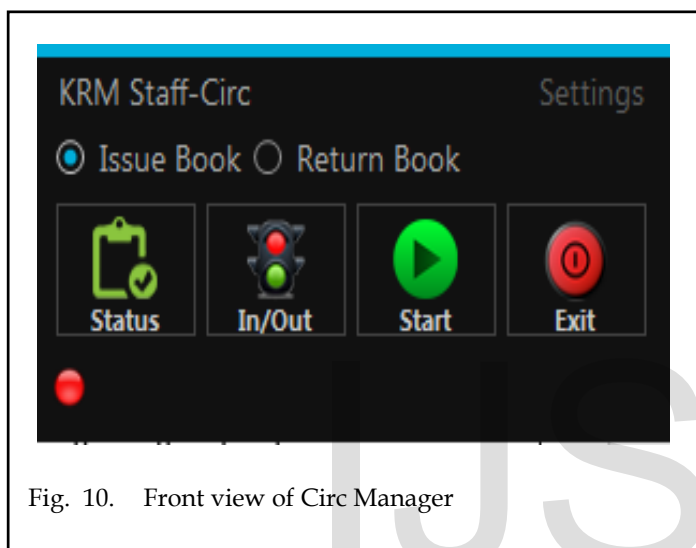 KRM Staff-Circ Settings
Issue Book Return Book
Status In/Out Start Exit
Fig. 10. Front view of Circ Manager
IJS